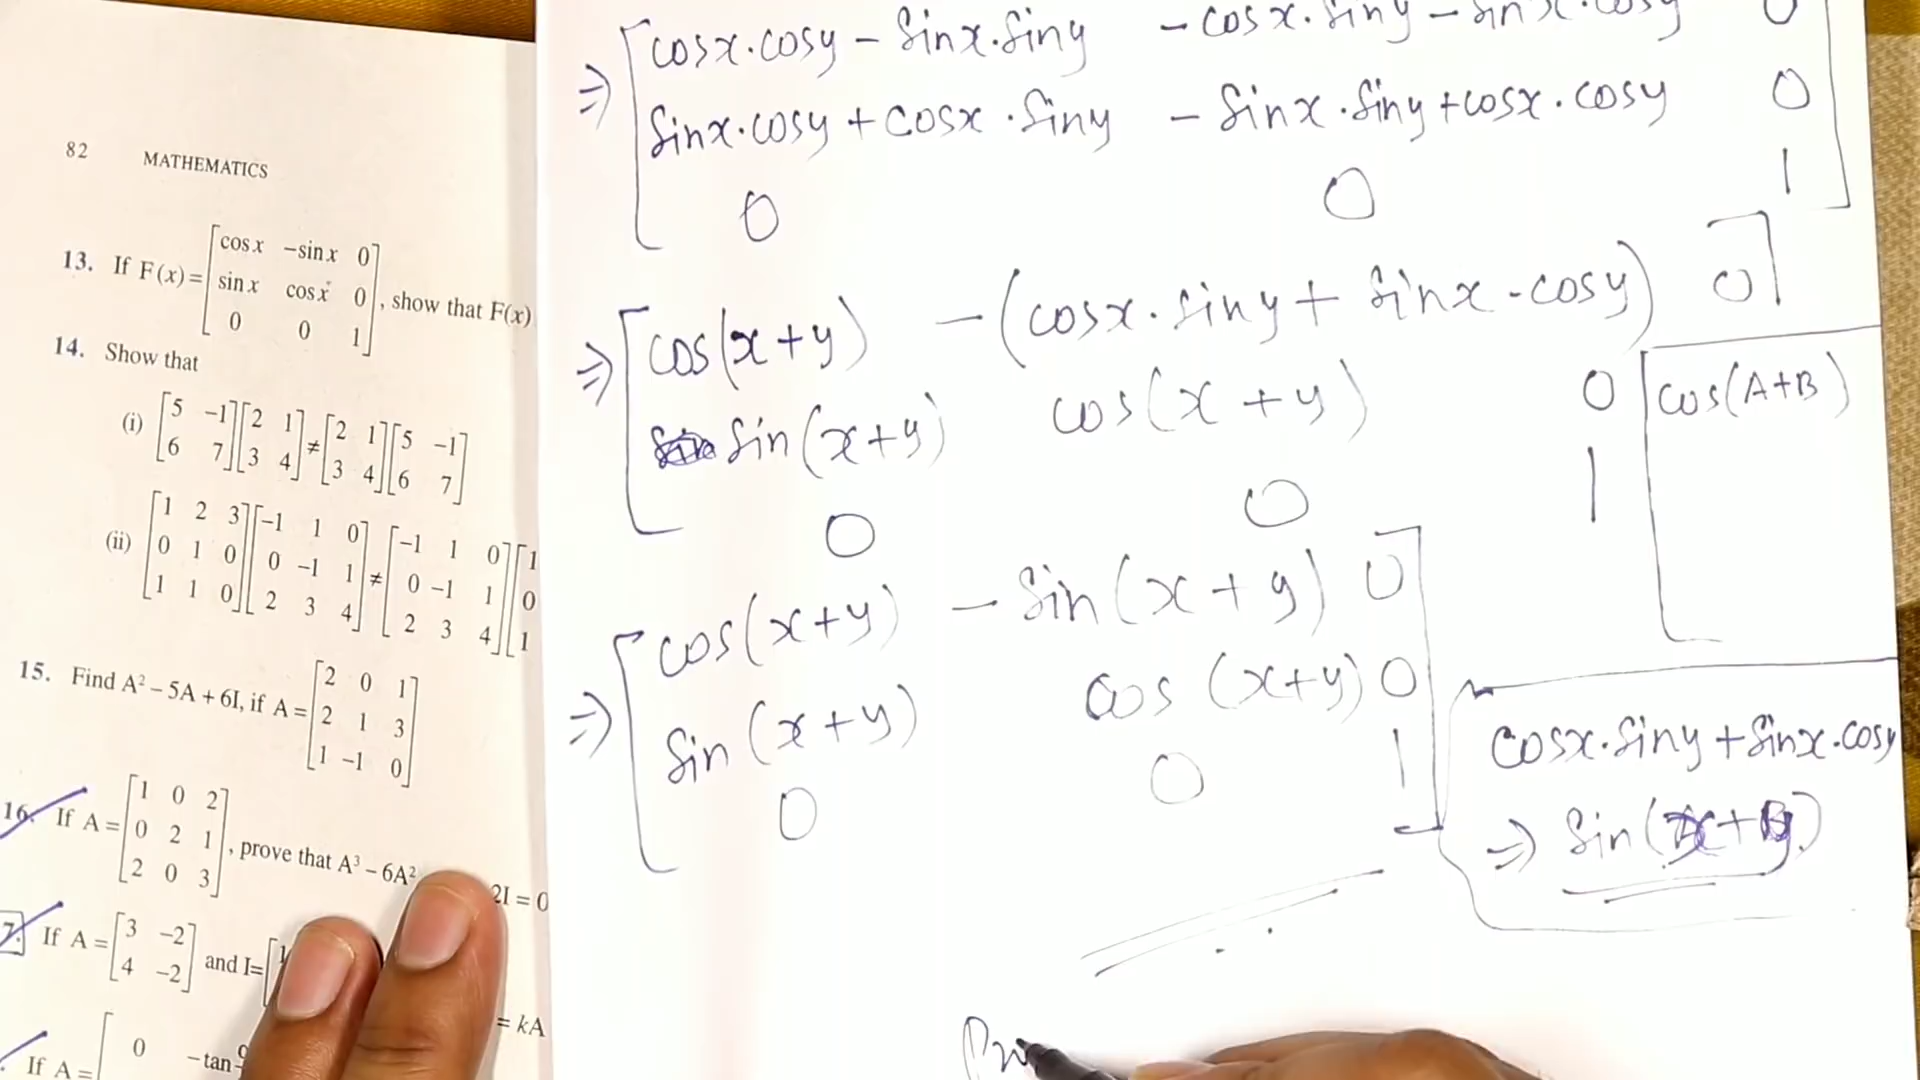 82 MATHEMATICS
13. If F(x) = [cos x −sin x 0; sin x cos x 0; 0 0 1], show that F(x)
14. Show that
(i) [5 −1; 6 7][2 1; 3 4] ≠ [2 1; 3 4][5 −1; 6 7]
(ii) [1 2 3; 0 1 0; 1 1 0][−1 1 0; 0 −1 1; 2 3 4] ≠ [−1 1 0; 0 −1 1; 2 3 4][1; 0; 1
15. Find A² − 5A + 6I, if A = [2 0 1; 2 1 3; 1 −1 0]
16. If A = [1 0 2; 0 2 1; 2 0 3], prove that A³ − 6A² 2I = 0
7. If A = [3 −2; 4 −2] and I = [1 = kA
If A = [0 −tan
⇒ [cosx.cosy − sinx.siny −cosx.siny − sinx.cosy 0
sinx.cosy + cosx.siny −sinx.siny + cosx.cosy 0
0 0 1]
⇒ [cos(x+y) −(cosx.siny + sinx.cosy) 0]
sin(x+y) cos(x+y) 0
0 0 1
cos(A+B)
⇒ [cos(x+y) −sin(x+y) 0
sin(x+y) cos(x+y) 0
0 0 1]
cosx.siny + sinx.cosy
⇒ sin(x+y)